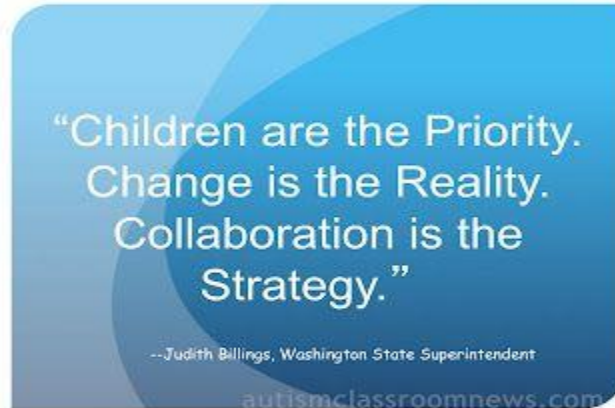 “Children are the Priority.
Change is the Reality.
Collaboration is the
Strategy.”
--Judith Billings, Washington State Superintendent
autismclassroomnews.com